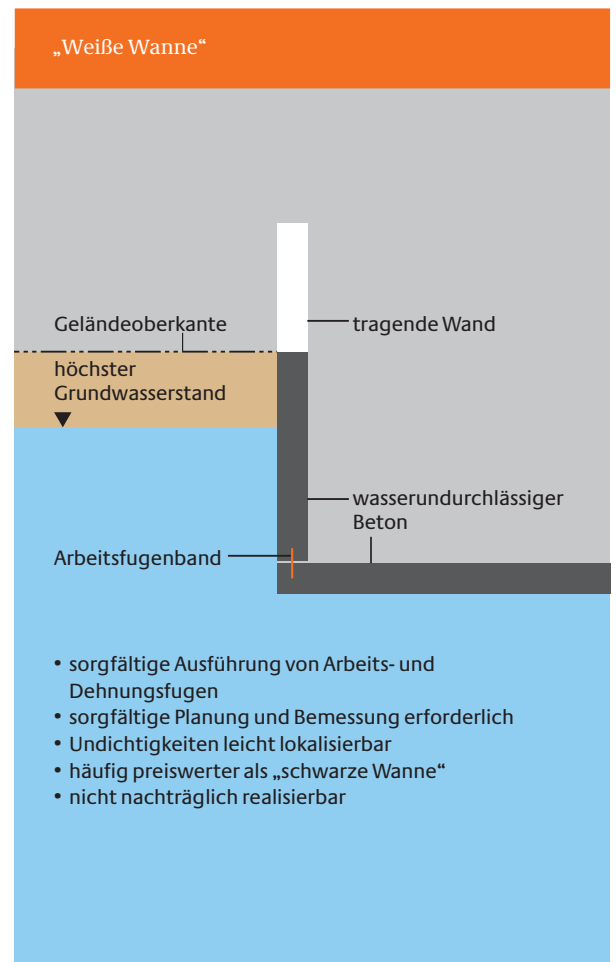 „Weiße Wanne“
Geländeoberkante
tragende Wand
höchster
Grundwasserstand
wasserundurchlässiger
Beton
Arbeitsfugenband
• sorgfältige Ausführung von Arbeits- und
Dehnungsfugen
• sorgfältige Planung und Bemessung erforderlich
• Undichtigkeiten leicht lokalisierbar
• häufig preiswerter als „schwarze Wanne“
• nicht nachträglich realisierbar